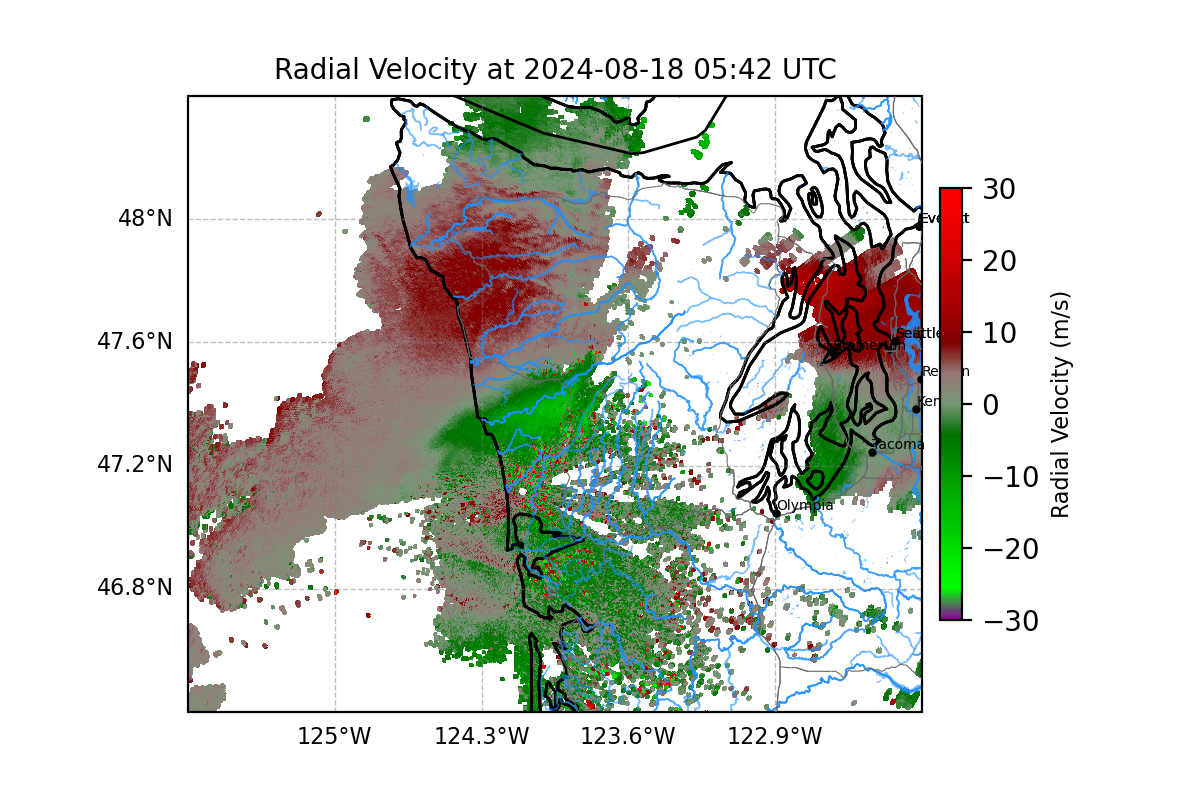 Radial Velocity at 2024-08-18 05:42 UTC
48°N
47.6°N
47.2°N
46.8°N
125°W
124.3°W
123.6°W
122.9°W
Everett
Seattle
Bremerton
Renton
Kent
Tacoma
Olympia
30
20
10
0
−10
−20
−30
Radial Velocity (m/s)